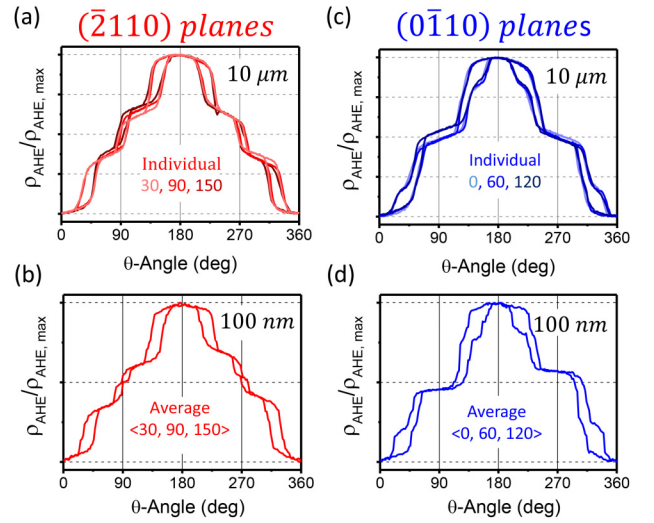 (a)
(2̄110) planes
ρAHE/ρAHE, max
10 μm
Individual
30, 90, 150
0 90 180 270 360
θ-Angle (deg)
(c)
(01̄10) planes
ρAHE/ρAHE, max
10 μm
Individual
0, 60, 120
0 90 180 270 360
θ-Angle (deg)
(b)
ρAHE/ρAHE, max
100 nm
Average
<30, 90, 150>
0 90 180 270 360
θ-Angle (deg)
(d)
ρAHE/ρAHE, max
100 nm
Average
<0, 60, 120>
0 90 180 270 360
θ-Angle (deg)